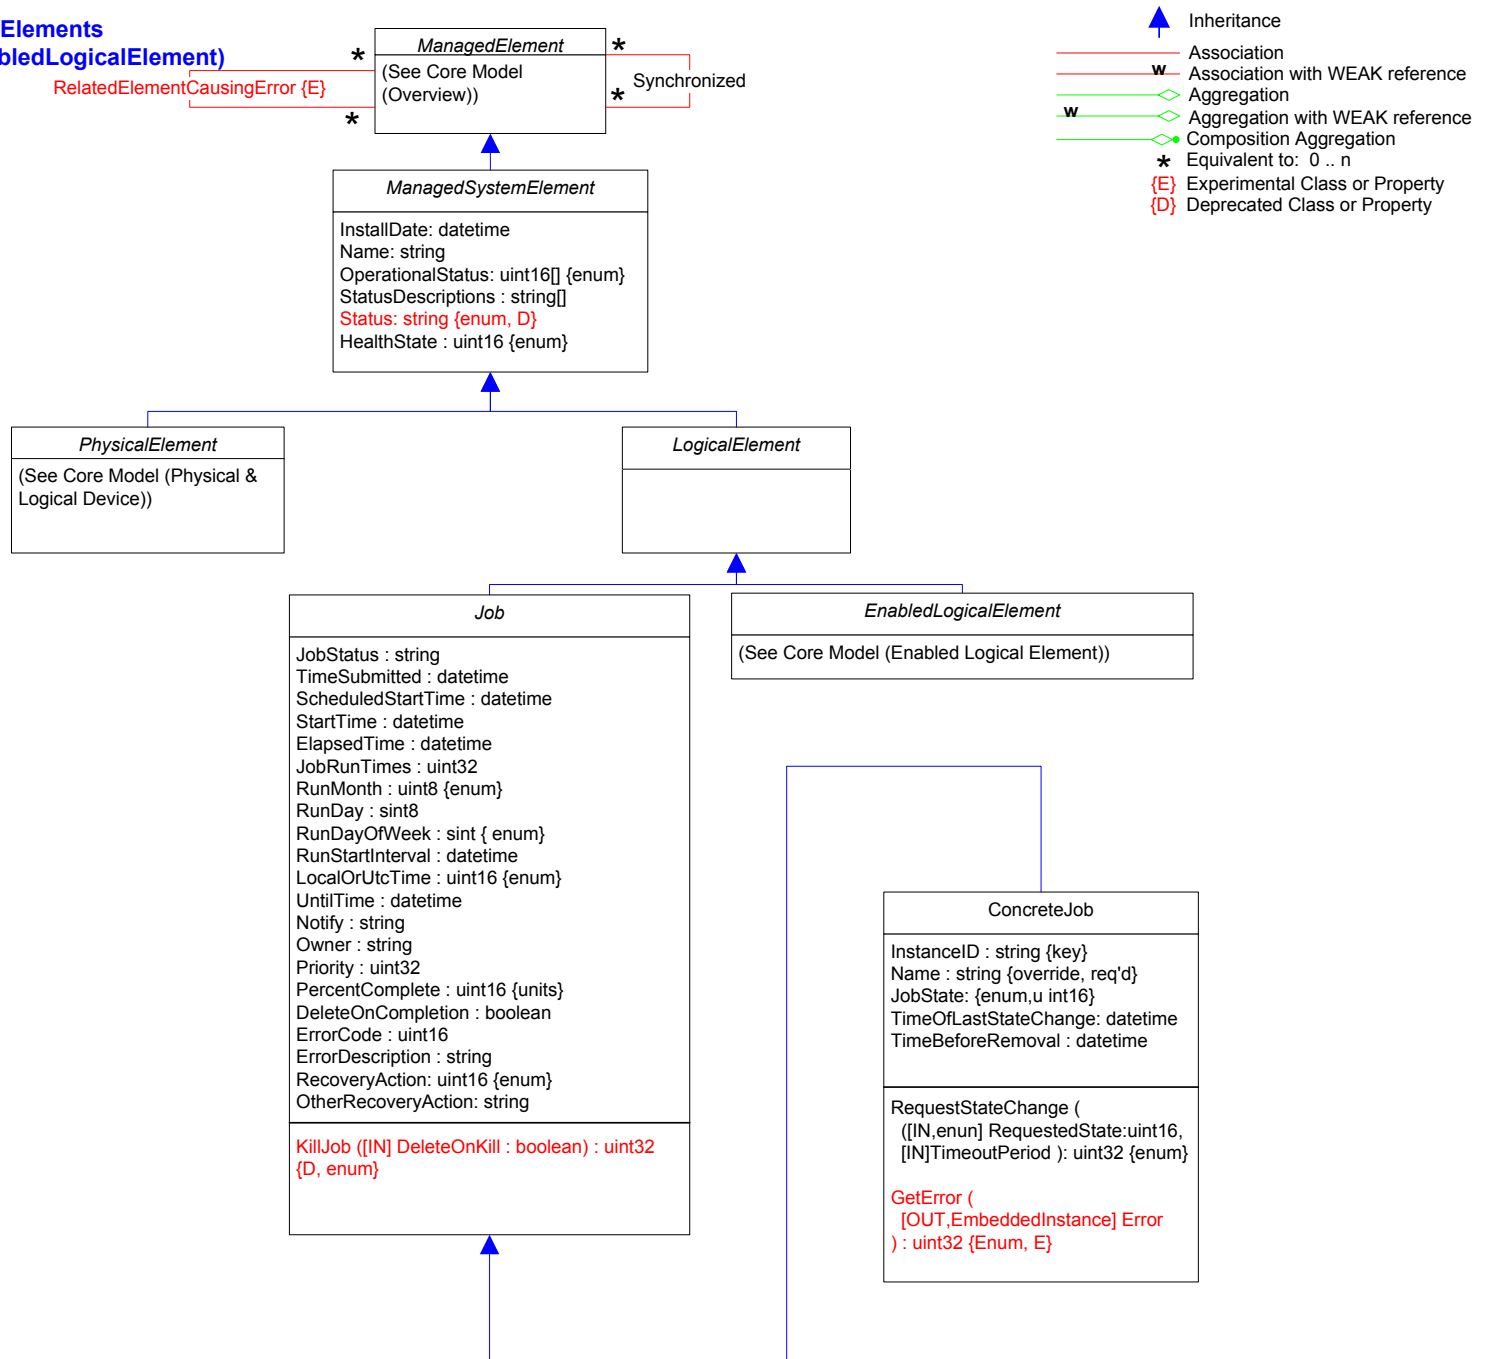 Elements
bledLogicalElement)
RelatedElementCausingError {E}
*
*
ManagedElement
(See Core Model
(Overview))
*
*
Synchronized
Inheritance
Association
w
Association with WEAK reference
Aggregation
w
Aggregation with WEAK reference
Composition Aggregation
* Equivalent to: 0 .. n
{E} Experimental Class or Property
{D} Deprecated Class or Property
ManagedSystemElement
InstallDate: datetime
Name: string
OperationalStatus: uint16[] {enum}
StatusDescriptions : string[]
Status: string {enum, D}
HealthState : uint16 {enum}
PhysicalElement
(See Core Model (Physical &
Logical Device))
LogicalElement
Job
JobStatus : string
TimeSubmitted : datetime
ScheduledStartTime : datetime
StartTime : datetime
ElapsedTime : datetime
JobRunTimes : uint32
RunMonth : uint8 {enum}
RunDay : sint8
RunDayOfWeek : sint { enum}
RunStartInterval : datetime
LocalOrUtcTime : uint16 {enum}
UntilTime : datetime
Notify : string
Owner : string
Priority : uint32
PercentComplete : uint16 {units}
DeleteOnCompletion : boolean
ErrorCode : uint16
ErrorDescription : string
RecoveryAction: uint16 {enum}
OtherRecoveryAction: string
KillJob ([IN] DeleteOnKill : boolean) : uint32
{D, enum}
EnabledLogicalElement
(See Core Model (Enabled Logical Element))
ConcreteJob
InstanceID : string {key}
Name : string {override, req'd}
JobState: {enum,u int16}
TimeOfLastStateChange: datetime
TimeBeforeRemoval : datetime
RequestStateChange (
([IN,enun] RequestedState:uint16,
[IN]TimeoutPeriod ): uint32 {enum}
GetError (
[OUT,EmbeddedInstance] Error
) : uint32 {Enum, E}